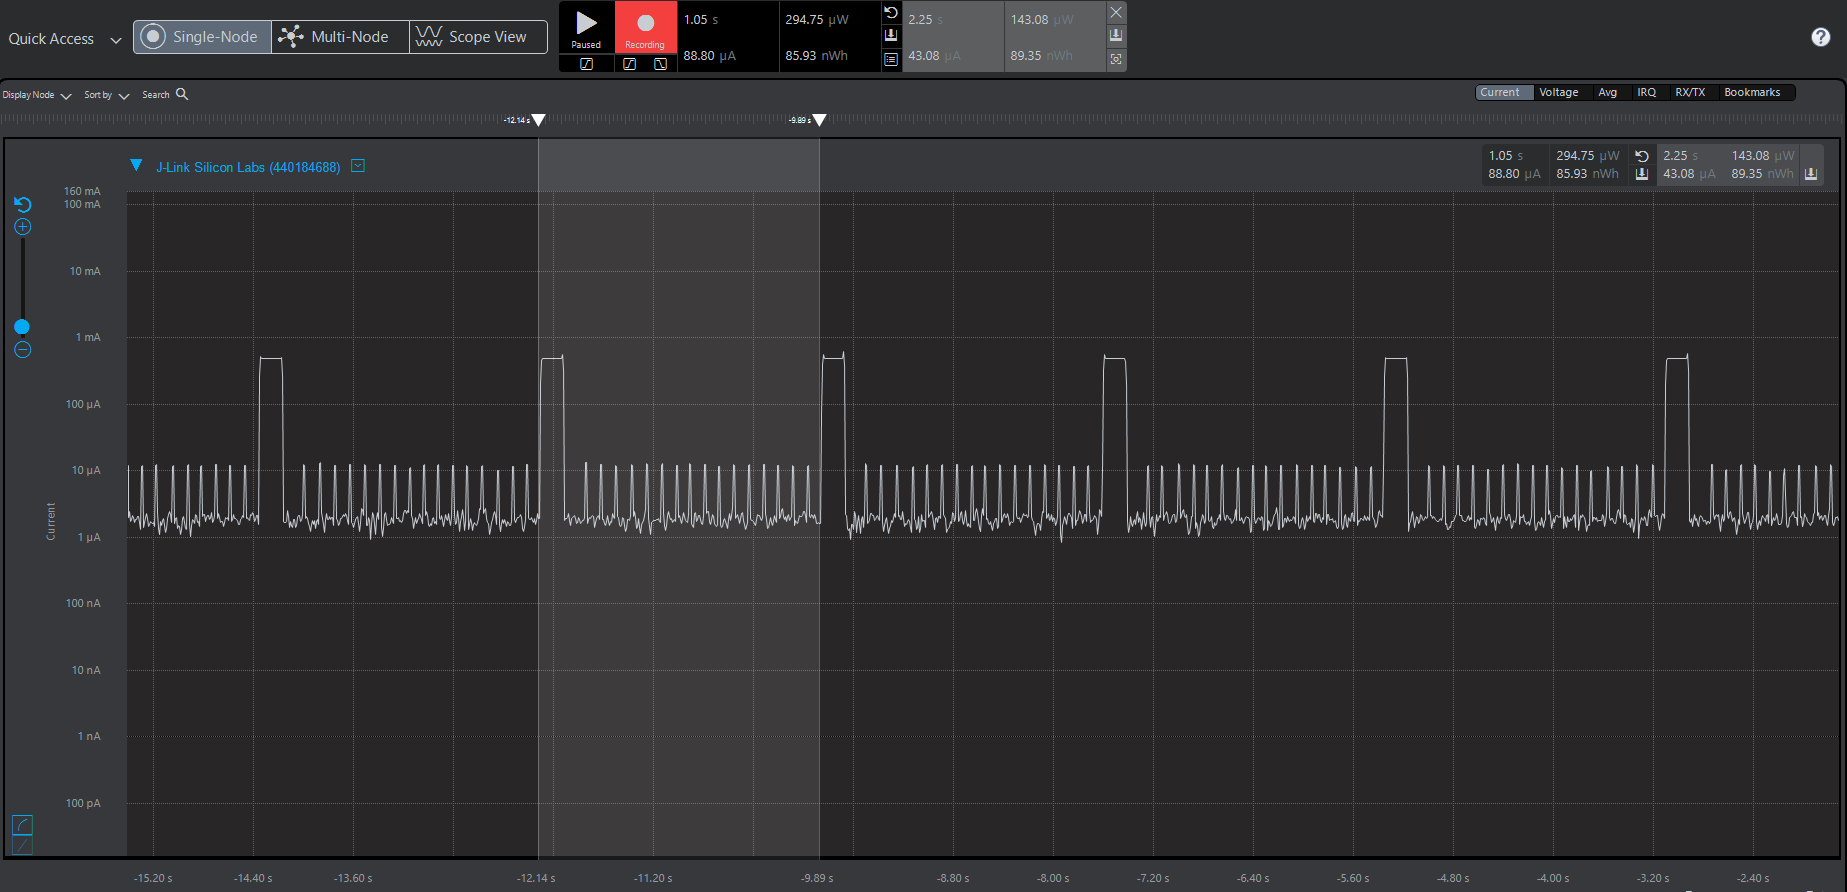 Quick Access
Single-Node
Multi-Node
Scope View
Paused
Recording
1.05 s
88.80 µA
294.75 µW
85.93 nWh
2.25 s
43.08 µA
143.08 µW
89.35 nWh
?
Display Node
Sort by
Search
Current
Voltage
Avg
IRQ
RX/TX
Bookmarks
-12.14 s
-9.89 s
J-Link Silicon Labs (440184688)
1.05 s 294.75 µW
88.80 µA 85.93 nWh
2.25 s 143.08 µW
43.08 µA 89.35 nWh
160 mA
100 mA
10 mA
1 mA
100 µA
10 µA
1 µA
100 nA
10 nA
1 nA
100 pA
Current
-15.20 s
-14.40 s
-13.60 s
-12.14 s
-11.20 s
-9.89 s
-8.80 s
-8.00 s
-7.20 s
-6.40 s
-5.60 s
-4.80 s
-4.00 s
-3.20 s
-2.40 s